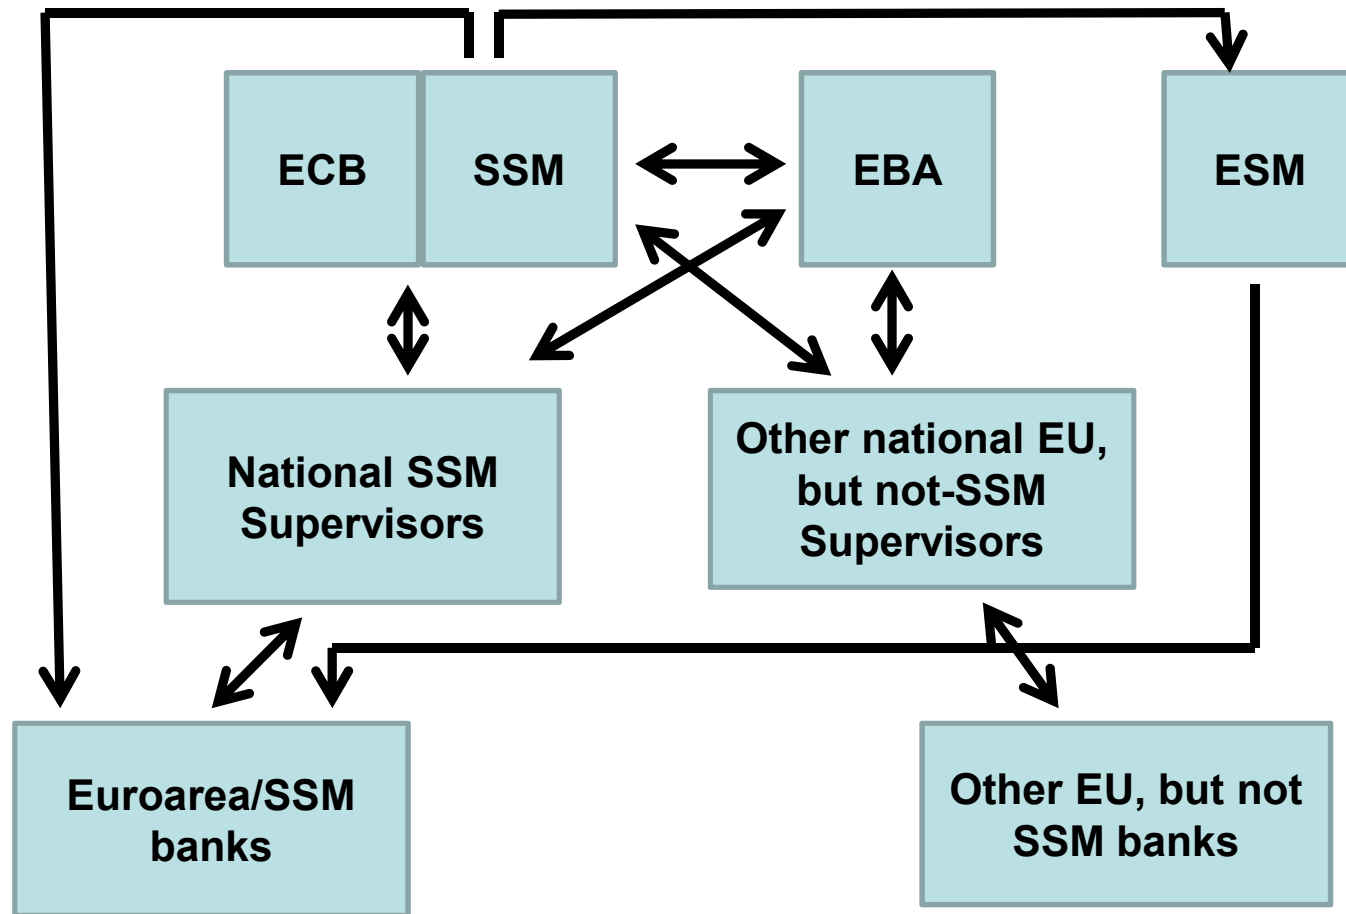 ECB
SSM
EBA
ESM
National SSM
Supervisors
Other national EU,
but not-SSM
Supervisors
Euroarea/SSM
banks
Other EU, but not
SSM banks